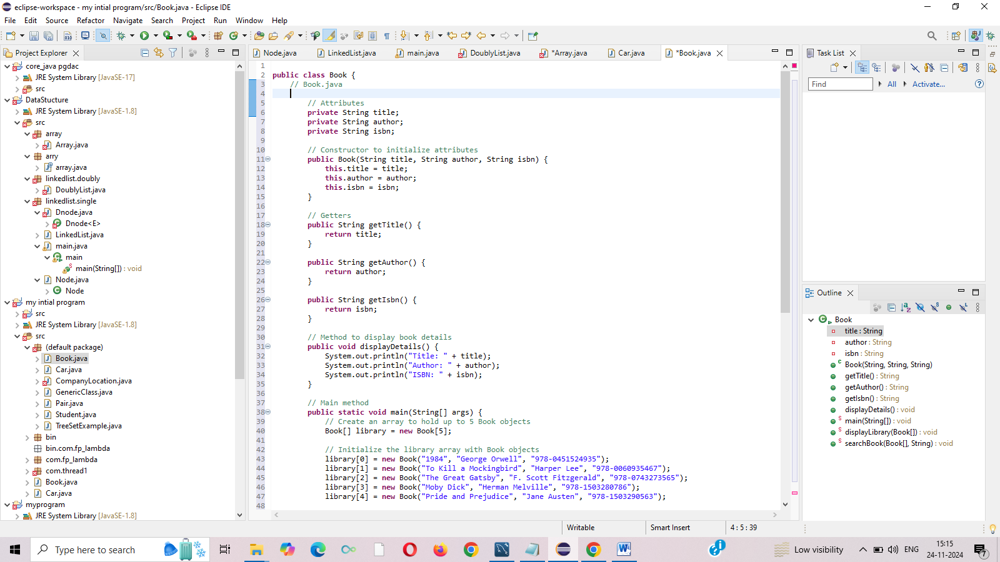 eclipse-workspace - my intial program/src/Book.java - Eclipse IDE
File Edit Source Refactor Navigate Search Project Run Window Help
Project Explorer
core_java pgdac
JRE System Library [JavaSE-17]
src
DataStucture
JRE System Library [JavaSE-1.8]
src
array
Array.java
arry
array.java
linkedlist.doubly
DoublyList.java
linkedlist.single
Dnode.java
Dnode<E>
LinkedList.java
main.java
main
main(String[]) : void
Node.java
Node
my intial program
src
JRE System Library [JavaSE-1.8]
src
(default package)
Book.java
Car.java
CompanyLocation.java
GenericClass.java
Pair.java
Student.java
TreeSetExample.java
bin
bin.com.fp_lambda
com.fp_lambda
com.thread1
Book.java
Car.java
myprogram
JRE System Library [JavaSE-1.8]
Node.java LinkedList.java main.java DoublyList.java *Array.java Car.java *Book.java
1
2 public class Book {
3 // Book.java
4
5 // Attributes
6 private String title;
7 private String author;
8 private String isbn;
9
10 // Constructor to initialize attributes
11 public Book(String title, String author, String isbn) {
12 this.title = title;
13 this.author = author;
14 this.isbn = isbn;
15 }
16
17 // Getters
18 public String getTitle() {
19 return title;
20 }
21
22 public String getAuthor() {
23 return author;
24 }
25
26 public String getIsbn() {
27 return isbn;
28 }
29
30 // Method to display book details
31 public void displayDetails() {
32 System.out.println("Title: " + title);
33 System.out.println("Author: " + author);
34 System.out.println("ISBN: " + isbn);
35 }
36
37 // Main method
38 public static void main(String[] args) {
39 // Create an array to hold up to 5 Book objects
40 Book[] library = new Book[5];
41
42 // Initialize the library array with Book objects
43 library[0] = new Book("1984", "George Orwell", "978-0451524935");
44 library[1] = new Book("To Kill a Mockingbird", "Harper Lee", "978-0060935467");
45 library[2] = new Book("The Great Gatsby", "F. Scott Fitzgerald", "978-0743273565");
46 library[3] = new Book("Moby Dick", "Herman Melville", "978-1503280786");
47 library[4] = new Book("Pride and Prejudice", "Jane Austen", "978-1503290563");
48
Task List
Find All Activate...
Outline
Book
title : String
author : String
isbn : String
Book(String, String, String)
getTitle() : String
getAuthor() : String
getIsbn() : String
displayDetails() : void
main(String[]) : void
displayLibrary(Book[]) : void
searchBook(Book[], String) : void
Writable Smart Insert 4 : 5 : 39
Type here to search
Low visibility ENG 15:15
24-11-2024
7